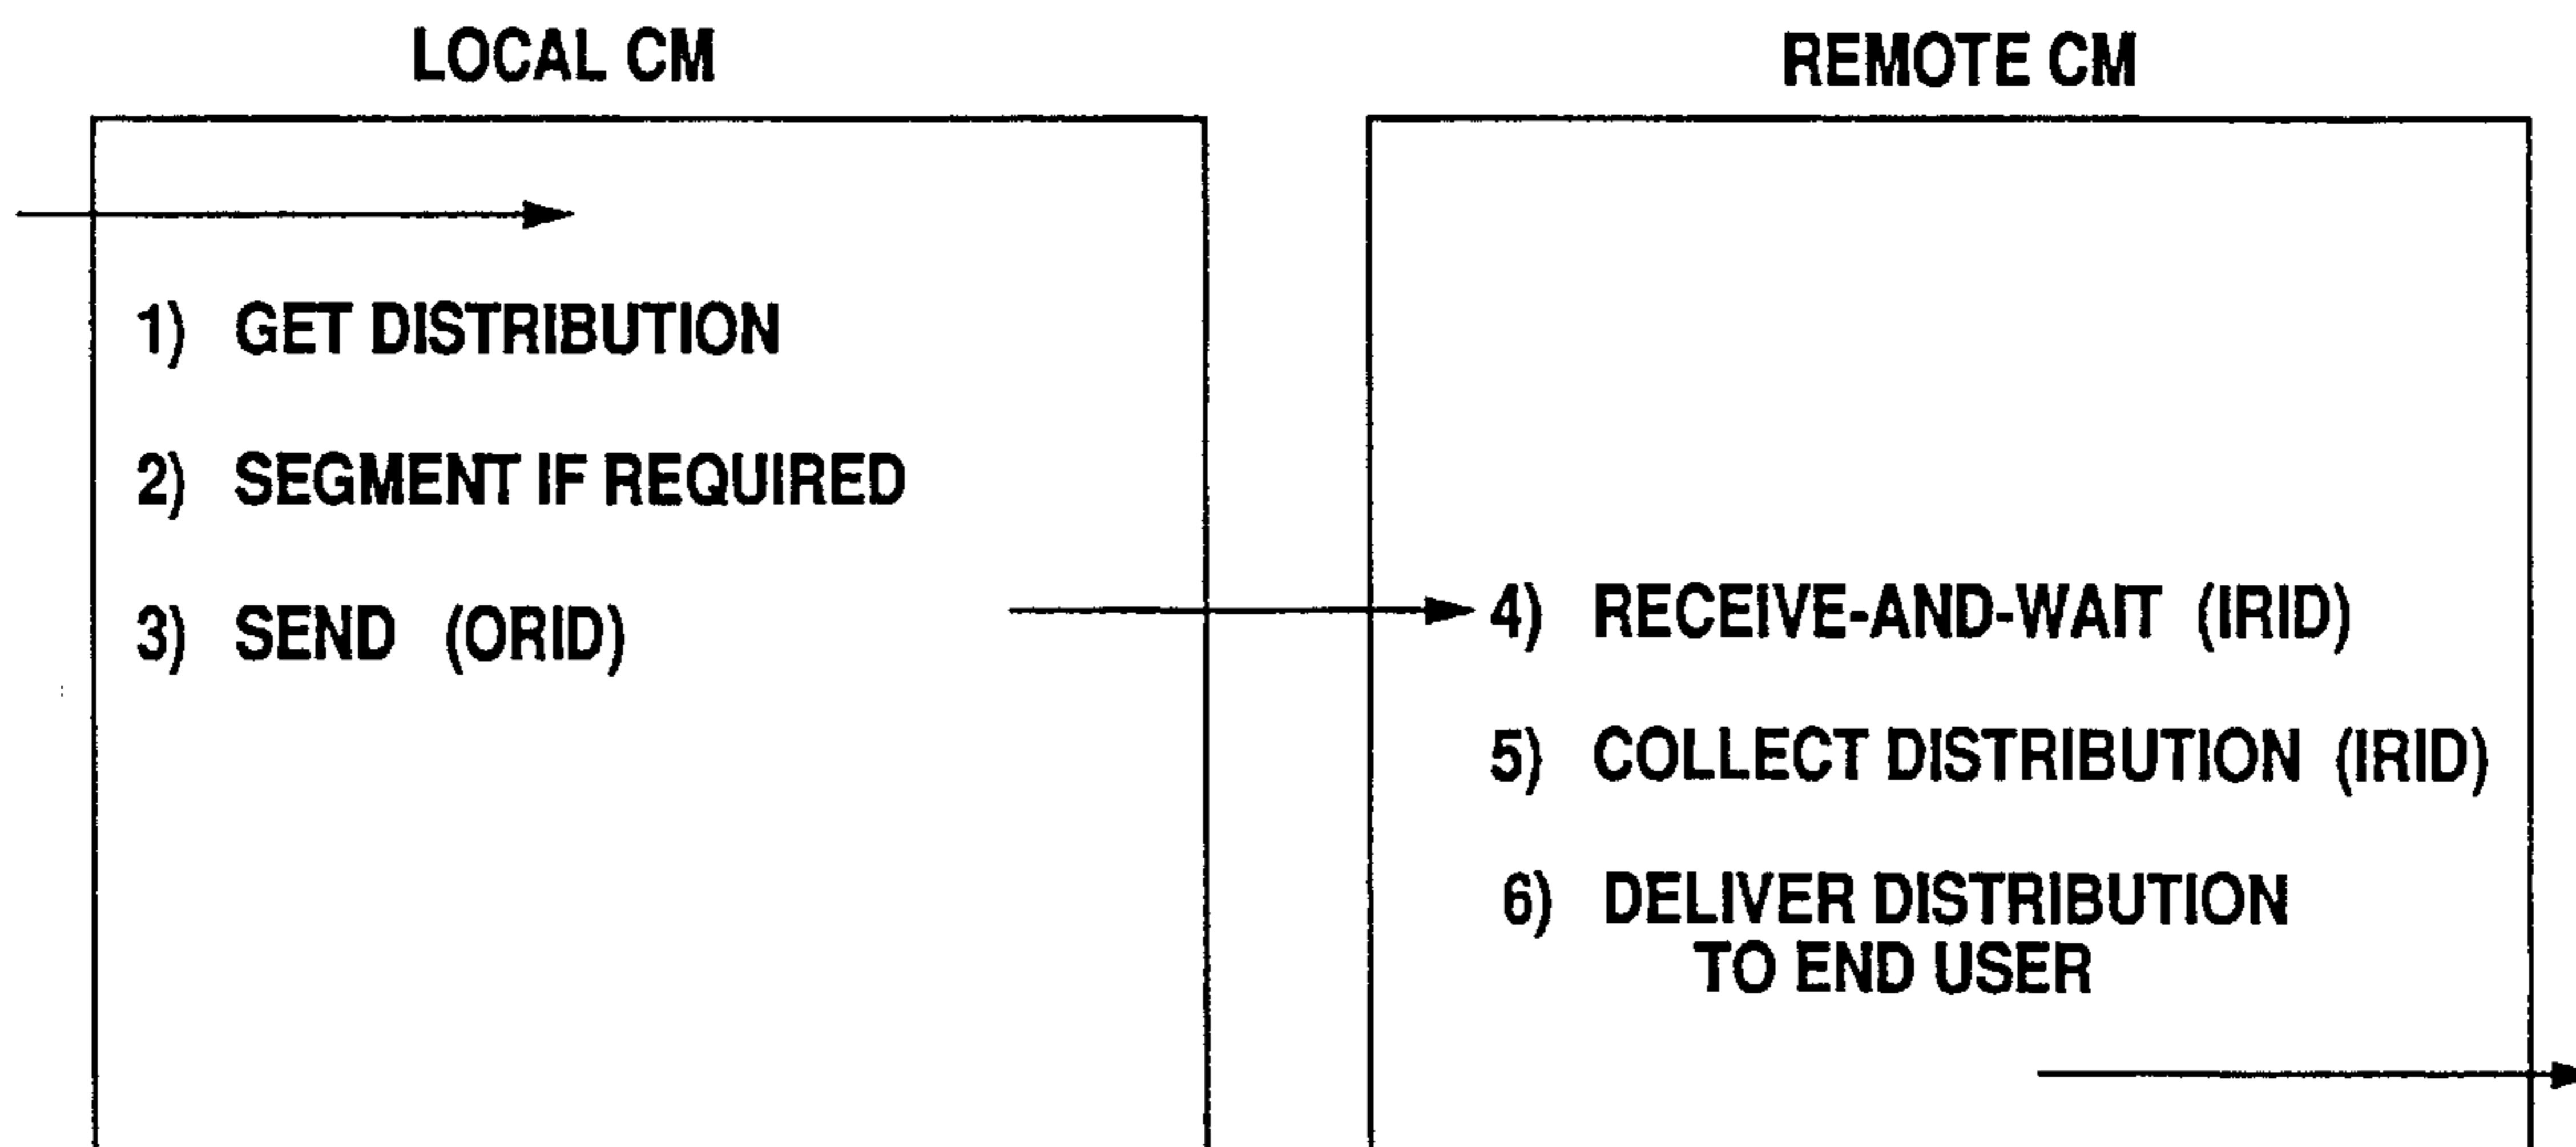 LOCAL CM
REMOTE CM
1) GET DISTRIBUTION
2) SEGMENT IF REQUIRED
3) SEND (ORID)
4) RECEIVE-AND-WAIT (IRID)
5) COLLECT DISTRIBUTION (IRID)
6) DELIVER DISTRIBUTION
TO END USER